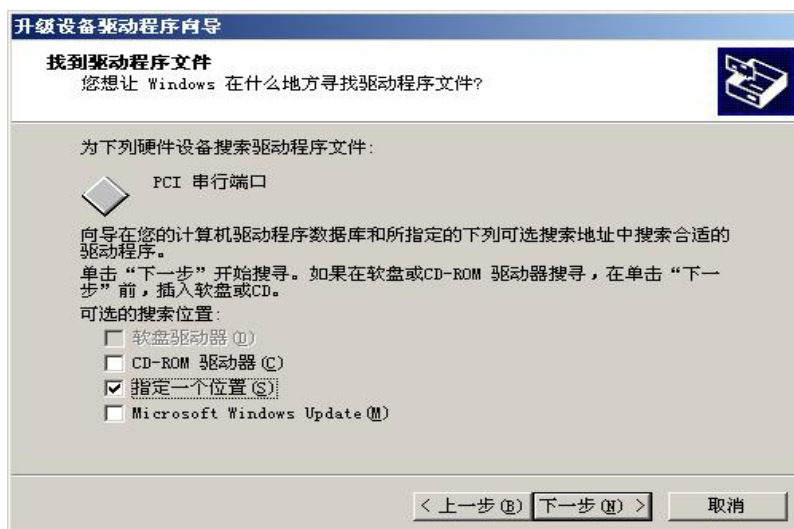 升级设备驱动程序向导
找到驱动程序文件
您想让 Windows 在什么地方寻找驱动程序文件?
为下列硬件设备搜索驱动程序文件:
PCI 串行端口
向导在您的计算机驱动程序数据库和所指定的下列可选搜索地址中搜索合适的
驱动程序。
单击“下一步”开始搜寻。如果在软盘或CD-ROM 驱动器搜寻，在单击“下一
步”前，插入软盘或CD。
可选的搜索位置:
软盘驱动器(D)
CD-ROM 驱动器(C)
指定一个位置(S)
Microsoft Windows Update(M)
< 上一步(B) 下一步(N) > 取消